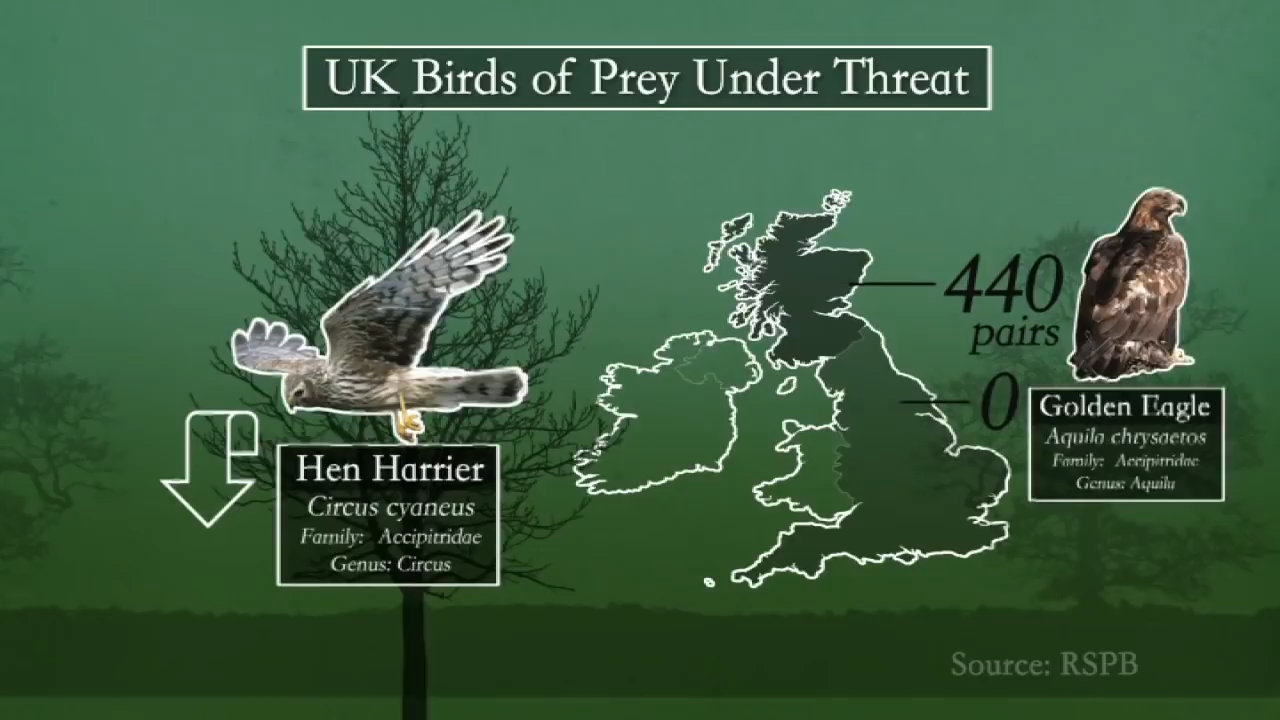 UK Birds of Prey Under Threat
Hen Harrier
Circus cyaneus
Family: Accipitridae
Genus: Circus
440
pairs
0
Golden Eagle
Aquila chrysaetos
Family: Accipitridae
Genus: Aquila
Source: RSPB